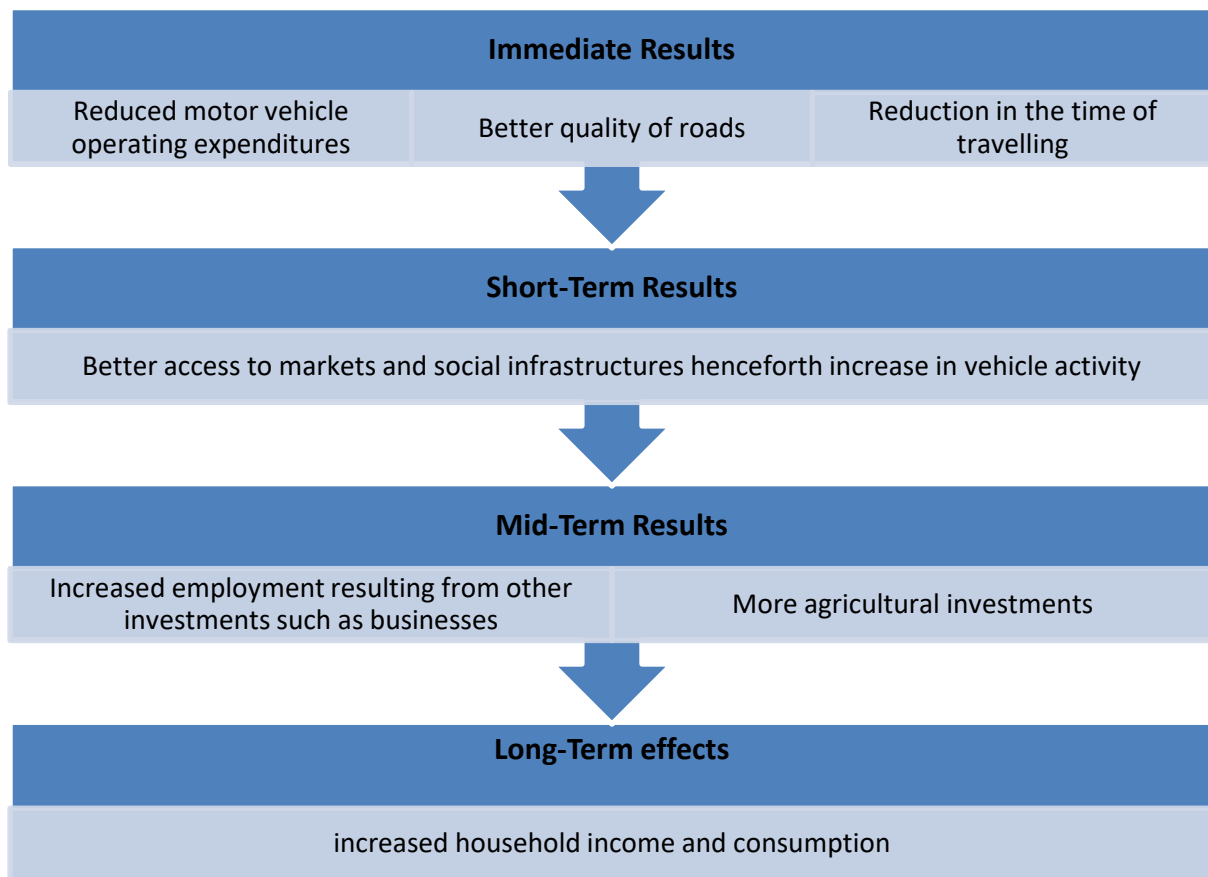 Immediate Results
Reduced motor vehicle
operating expenditures
Better quality of roads
Reduction in the time of
travelling
Short-Term Results
Better access to markets and social infrastructures henceforth increase in vehicle activity
Mid-Term Results
Increased employment resulting from other
investments such as businesses
More agricultural investments
Long-Term effects
increased household income and consumption